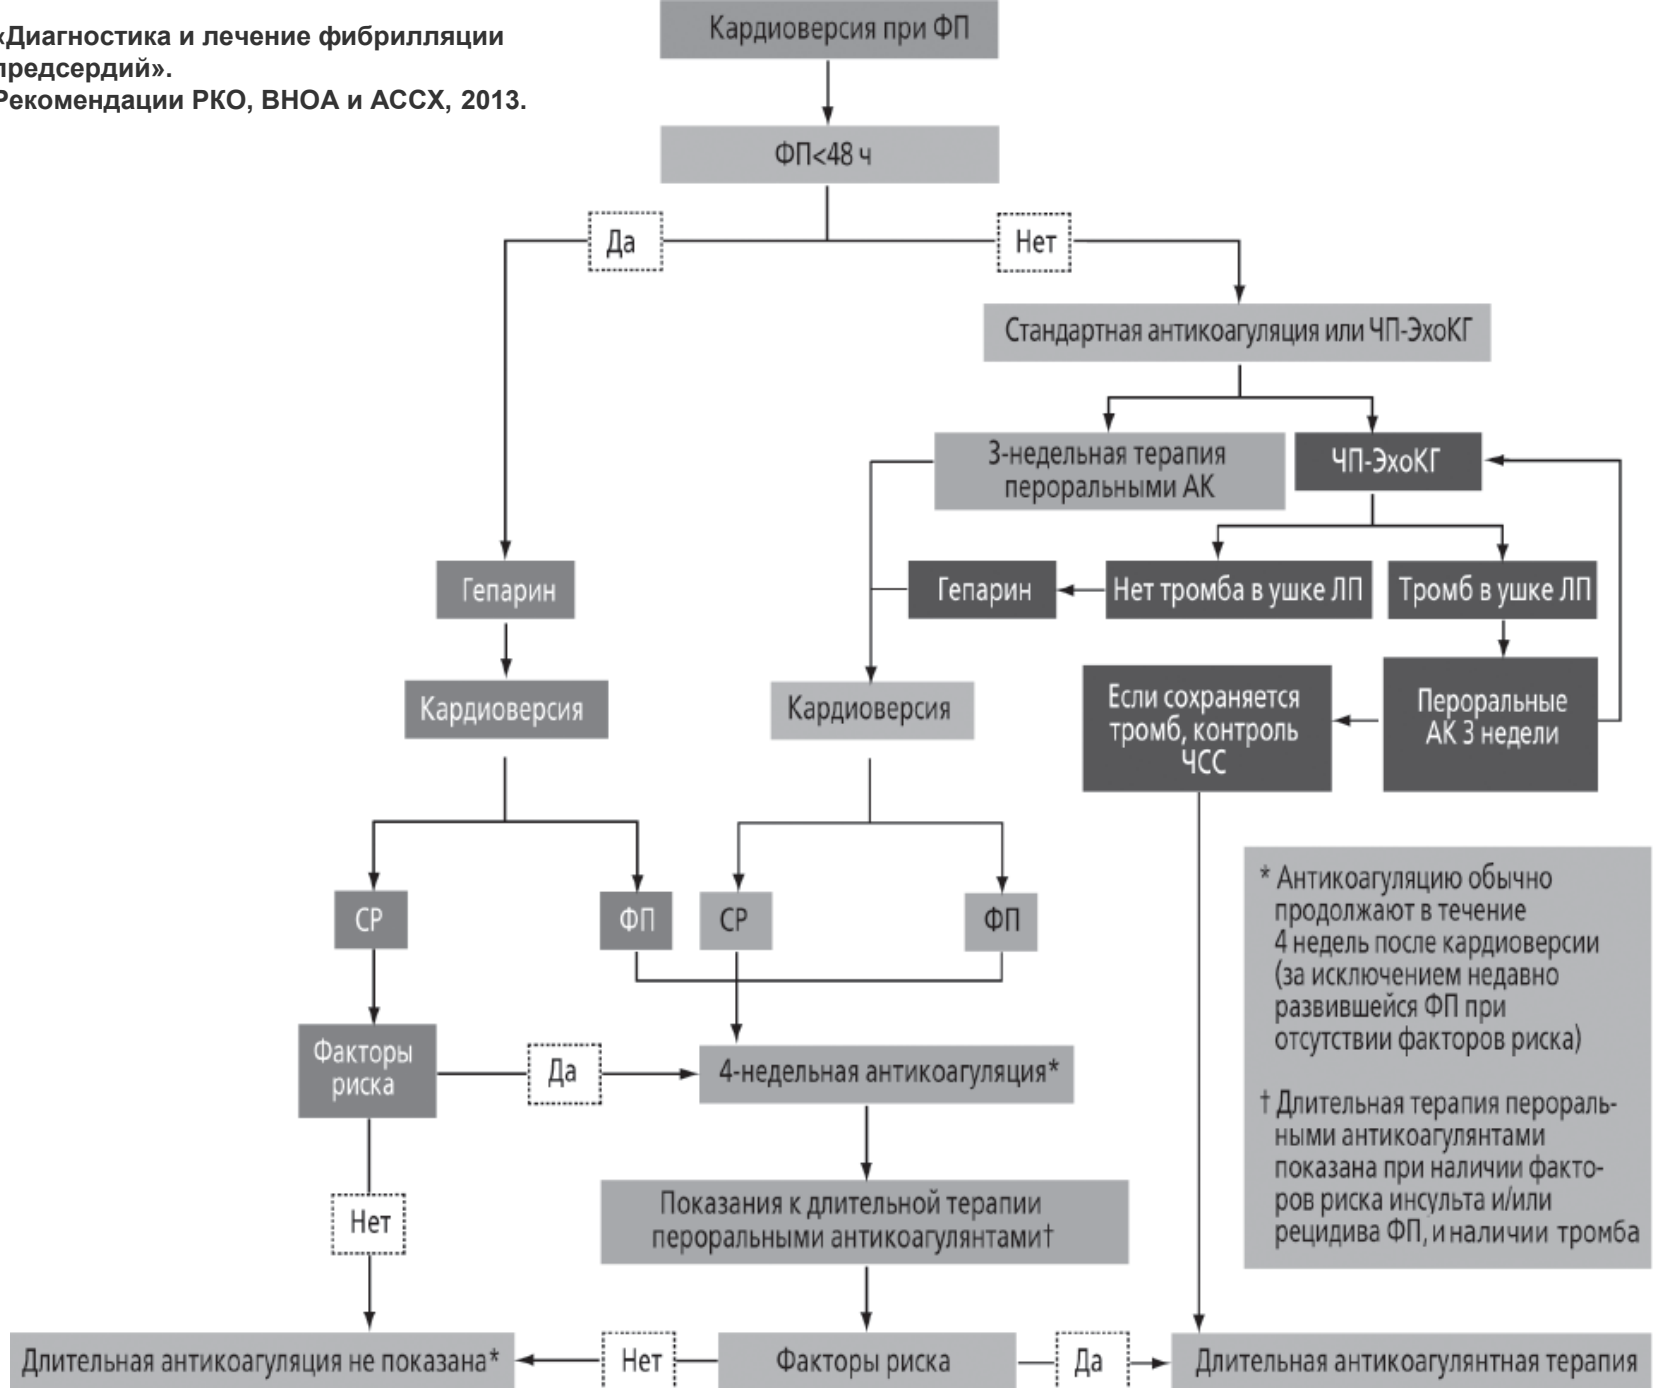 «Диагностика и лечение фибрилляции
предсердий».
Рекомендации РКО, ВНОА и АССХ, 2013.
Кардиоверсия при ФП
ФП<48 ч
Да
Нет
Стандартная антикоагуляция или ЧП-ЭхоКГ
3-недельная терапия
пероральными АК
ЧП-ЭхоКГ
Гепарин
Гепарин
Нет тромба в ушке ЛП
Тромб в ушке ЛП
Кардиоверсия
Кардиоверсия
Если сохраняется
тромб, контроль
ЧСС
Пероральные
АК 3 недели
СР
ФП
СР
ФП
* Антикоагуляцию обычно
продолжают в течение
4 недель после кардиоверсии
(за исключением недавно
развившейся ФП при
отсутствии факторов риска)
† Длительная терапия перораль-
ными антикоагулянтами
показана при наличии факто-
ров риска инсульта и/или
рецидива ФП, и наличии тромба
Факторы
риска
Да
4-недельная антикоагуляция*
Нет
Показания к длительной терапии
пероральными антикоагулянтами†
Длительная антикоагуляция не показана*
Нет
Факторы риска
Да
Длительная антикоагулянтная терапия